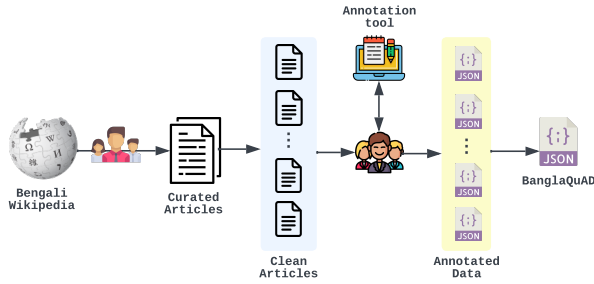 Annotation
tool
JSON
JSON
JSON
JSON
JSON
Bengali
Wikipedia
Curated
Articles
Clean
Articles
Annotated
Data
BanglaQuAD